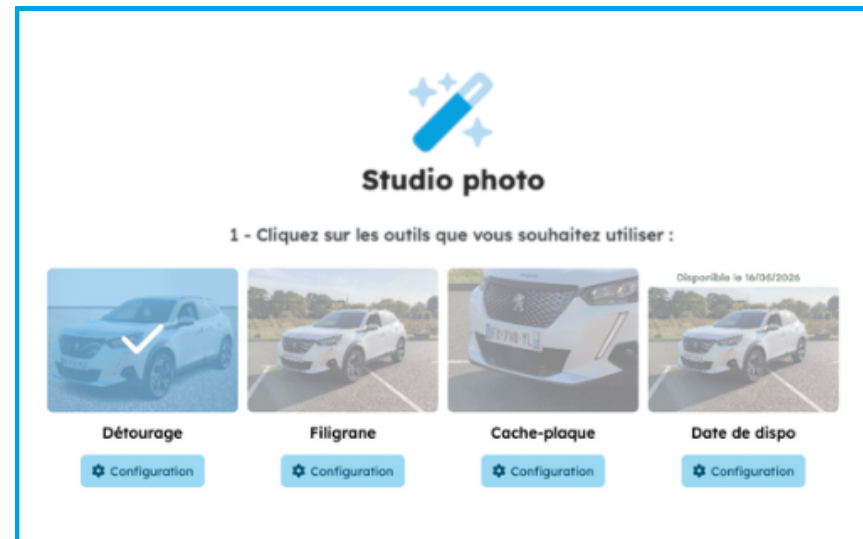 Studio photo
1 - Cliquez sur les outils que vous souhaitez utiliser :
Disponible le 16/06/2026
Détourage
Filigrane
Cache-plaque
Date de dispo
Configuration
Configuration
Configuration
Configuration